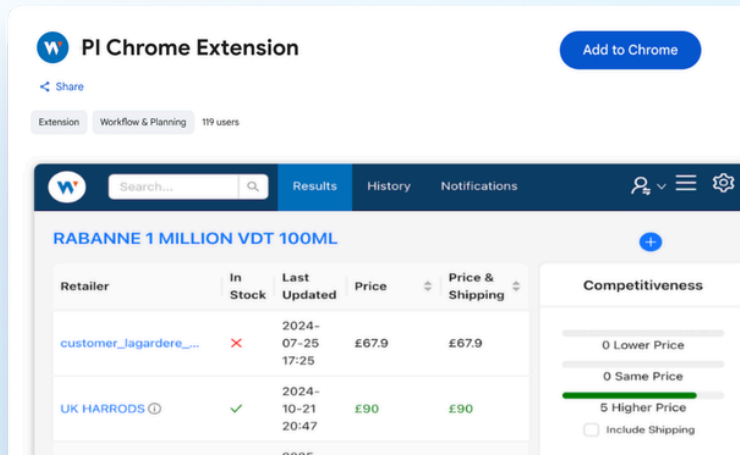 PI Chrome Extension
Add to Chrome
Share
Extension Workflow & Planning 119 users
W Search... Results History Notifications
RABANNE 1 MILLION VDT 100ML
Retailer In Stock Last Updated Price Price & Shipping
customer_lagardere_... 2024-07-25 17:25 £67.9 £67.9
UK HARRODS 2024-10-21 20:47 £90 £90
Competitiveness
0 Lower Price
0 Same Price
5 Higher Price
Include Shipping